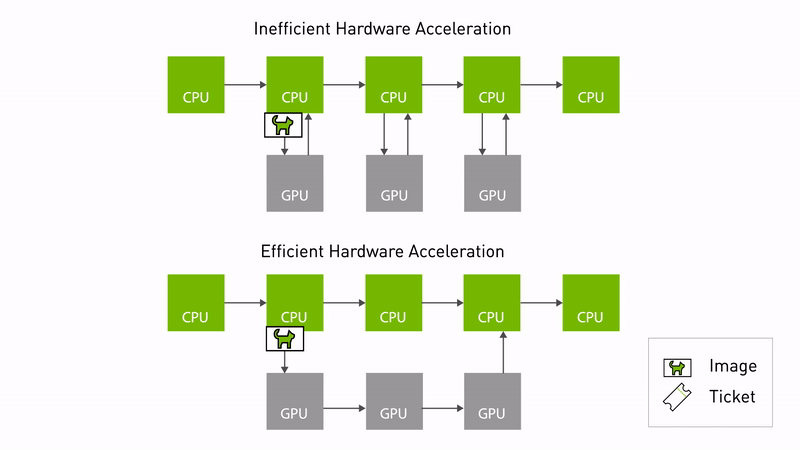 Inefficient Hardware Acceleration
CPU CPU CPU CPU CPU
GPU GPU GPU
Efficient Hardware Acceleration
CPU CPU CPU CPU CPU
GPU GPU GPU
Image
Ticket